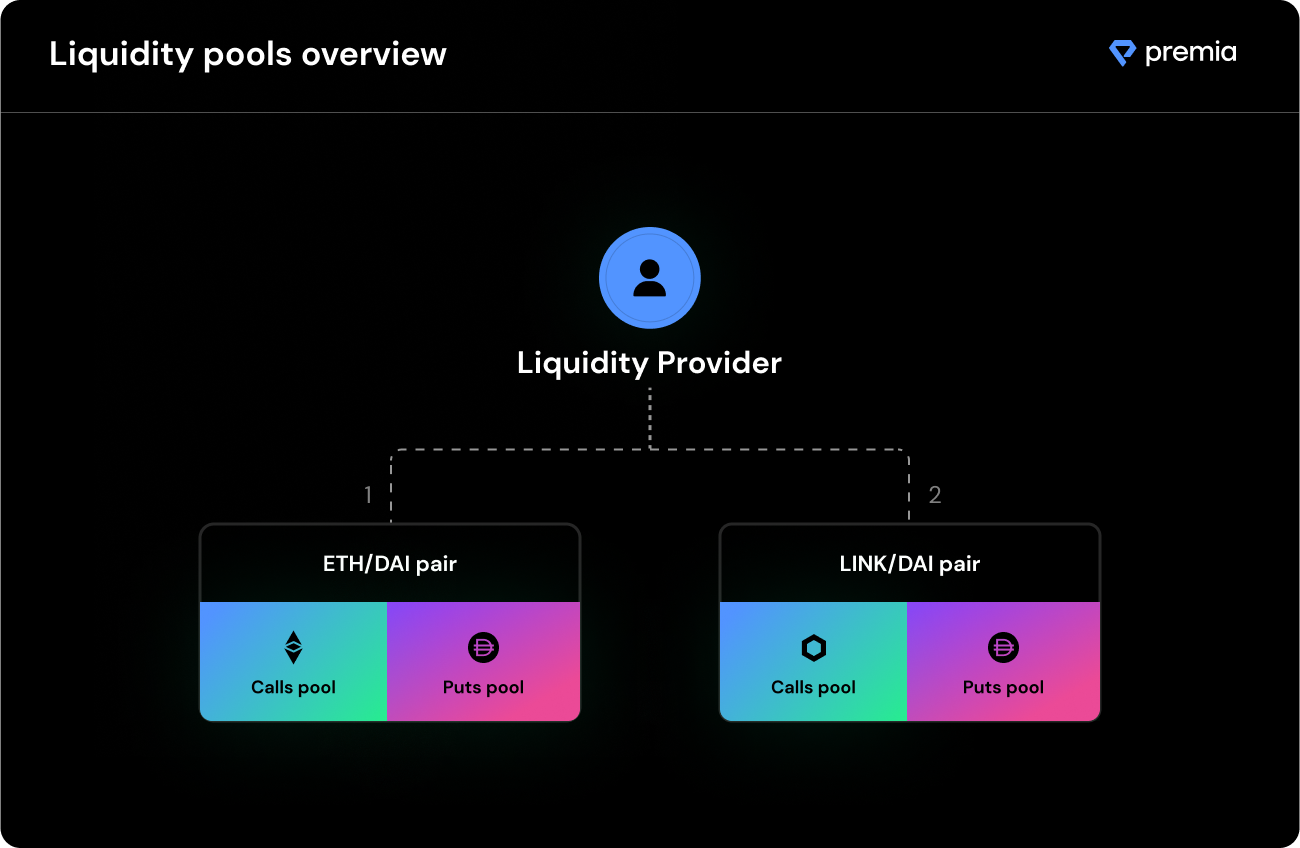 Liquidity pools overview
premia
Liquidity Provider
1
2
ETH/DAI pair
LINK/DAI pair
Calls pool
Puts pool
Calls pool
Puts pool